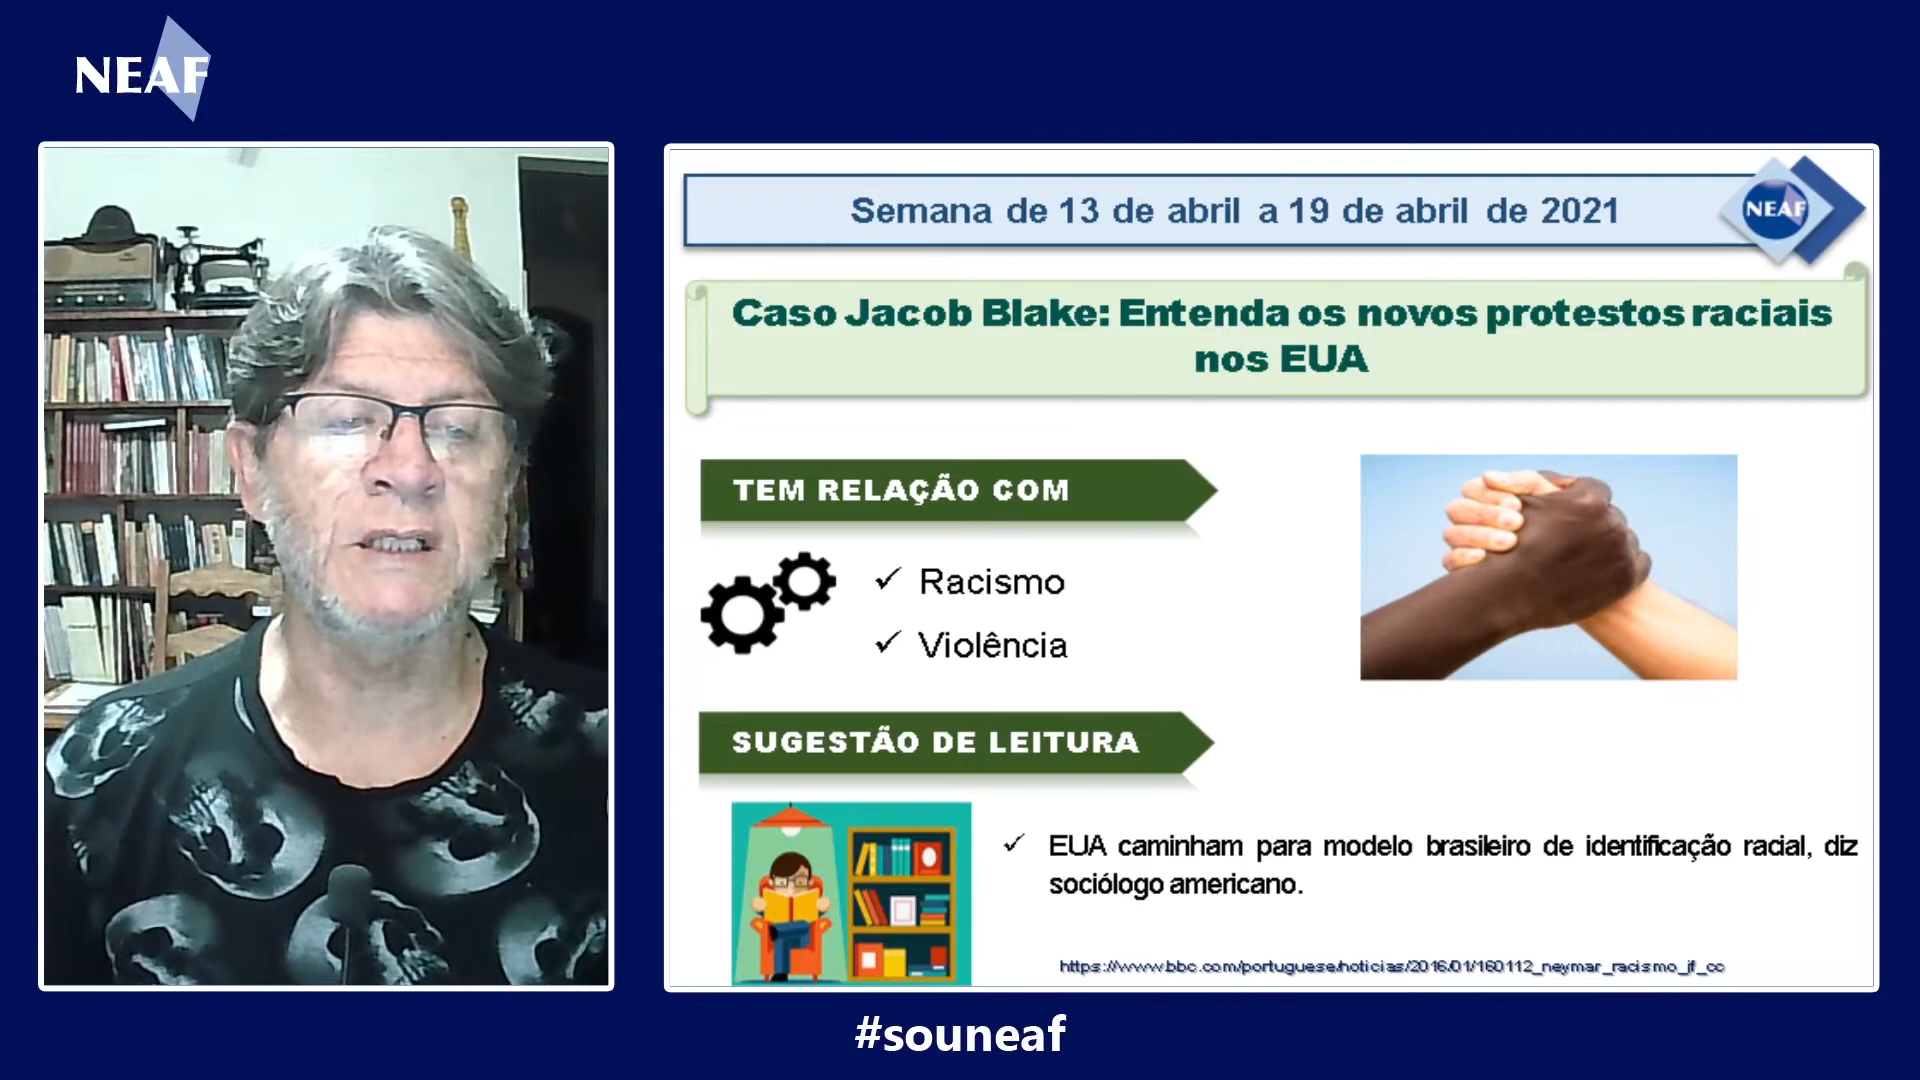 NEAF
Semana de 13 de abril a 19 de abril de 2021
NEAF
Caso Jacob Blake: Entenda os novos protestos raciais
nos EUA
TEM RELAÇÃO COM
✓ Racismo
✓ Violência
SUGESTÃO DE LEITURA
✓ EUA caminham para modelo brasileiro de identificação racial, diz
sociólogo americano.
https://www.bbc.com/portuguese/noticias/2016/01/160112_neymar_racismo_jf_cc
#souneaf